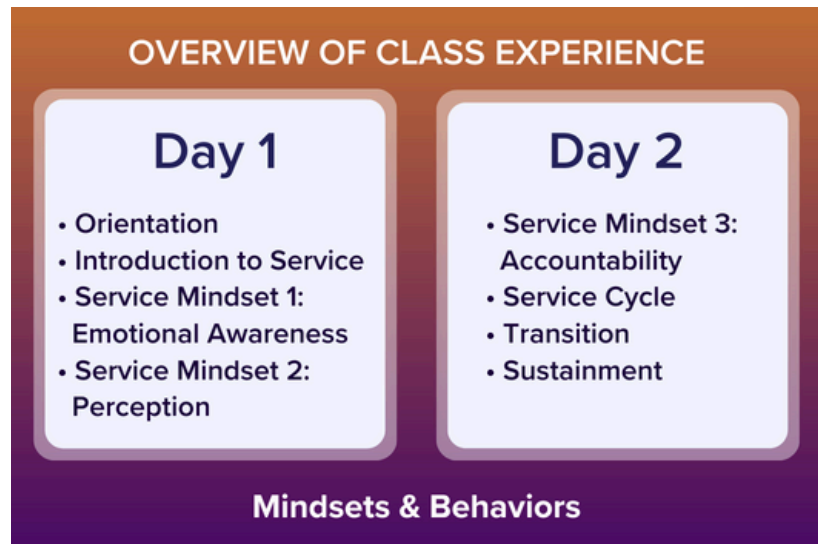 OVERVIEW OF CLASS EXPERIENCE
Day 1
• Orientation
• Introduction to Service
• Service Mindset 1:
Emotional Awareness
• Service Mindset 2:
Perception
Day 2
• Service Mindset 3:
Accountability
• Service Cycle
• Transition
• Sustainment
Mindsets & Behaviors